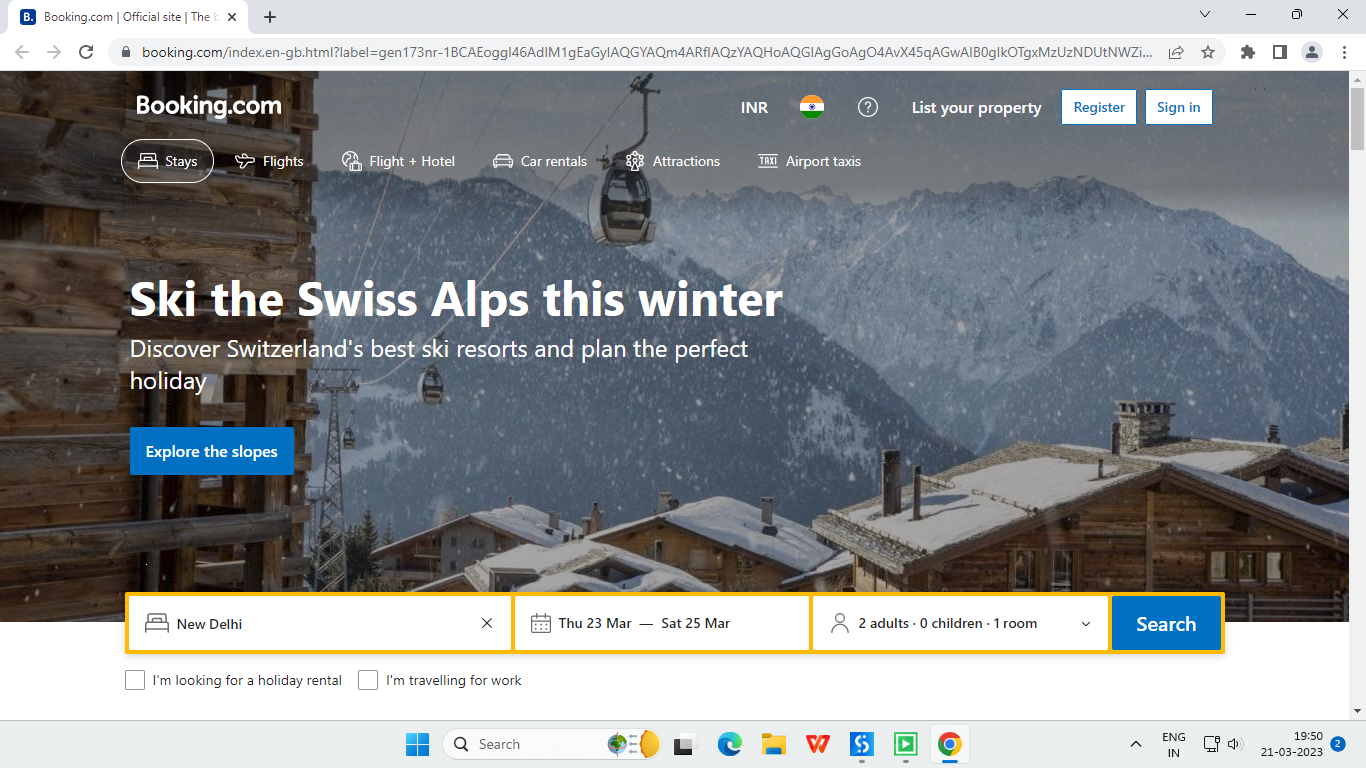 B. Booking.com | Official site | The b
booking.com/index.en-gb.html?label=gen173nr-1BCAEoggI46AdIM1gEaGyIAQGYAQm4ARfIAQzYAQHoAQGIAgGoAgO4AvX45qAGwAIB0gIkOTgxMzUzNDUtNWZi...
Booking.com
INR
List your property
Register
Sign in
Stays
Flights
Flight + Hotel
Car rentals
Attractions
TAXI Airport taxis
Ski the Swiss Alps this winter
Discover Switzerland's best ski resorts and plan the perfect
holiday
Explore the slopes
New Delhi
Thu 23 Mar — Sat 25 Mar
2 adults · 0 children · 1 room
Search
I'm looking for a holiday rental
I'm travelling for work
Search
ENG
IN
19:50
21-03-2023
2